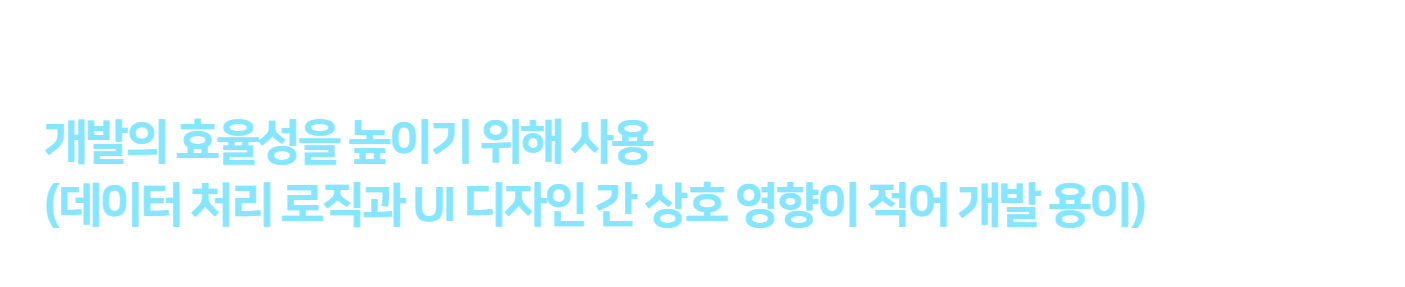 개발의 효율성을 높이기 위해 사용
(데이터 처리 로직과 UI 디자인 간 상호 영향이 적어 개발 용이)